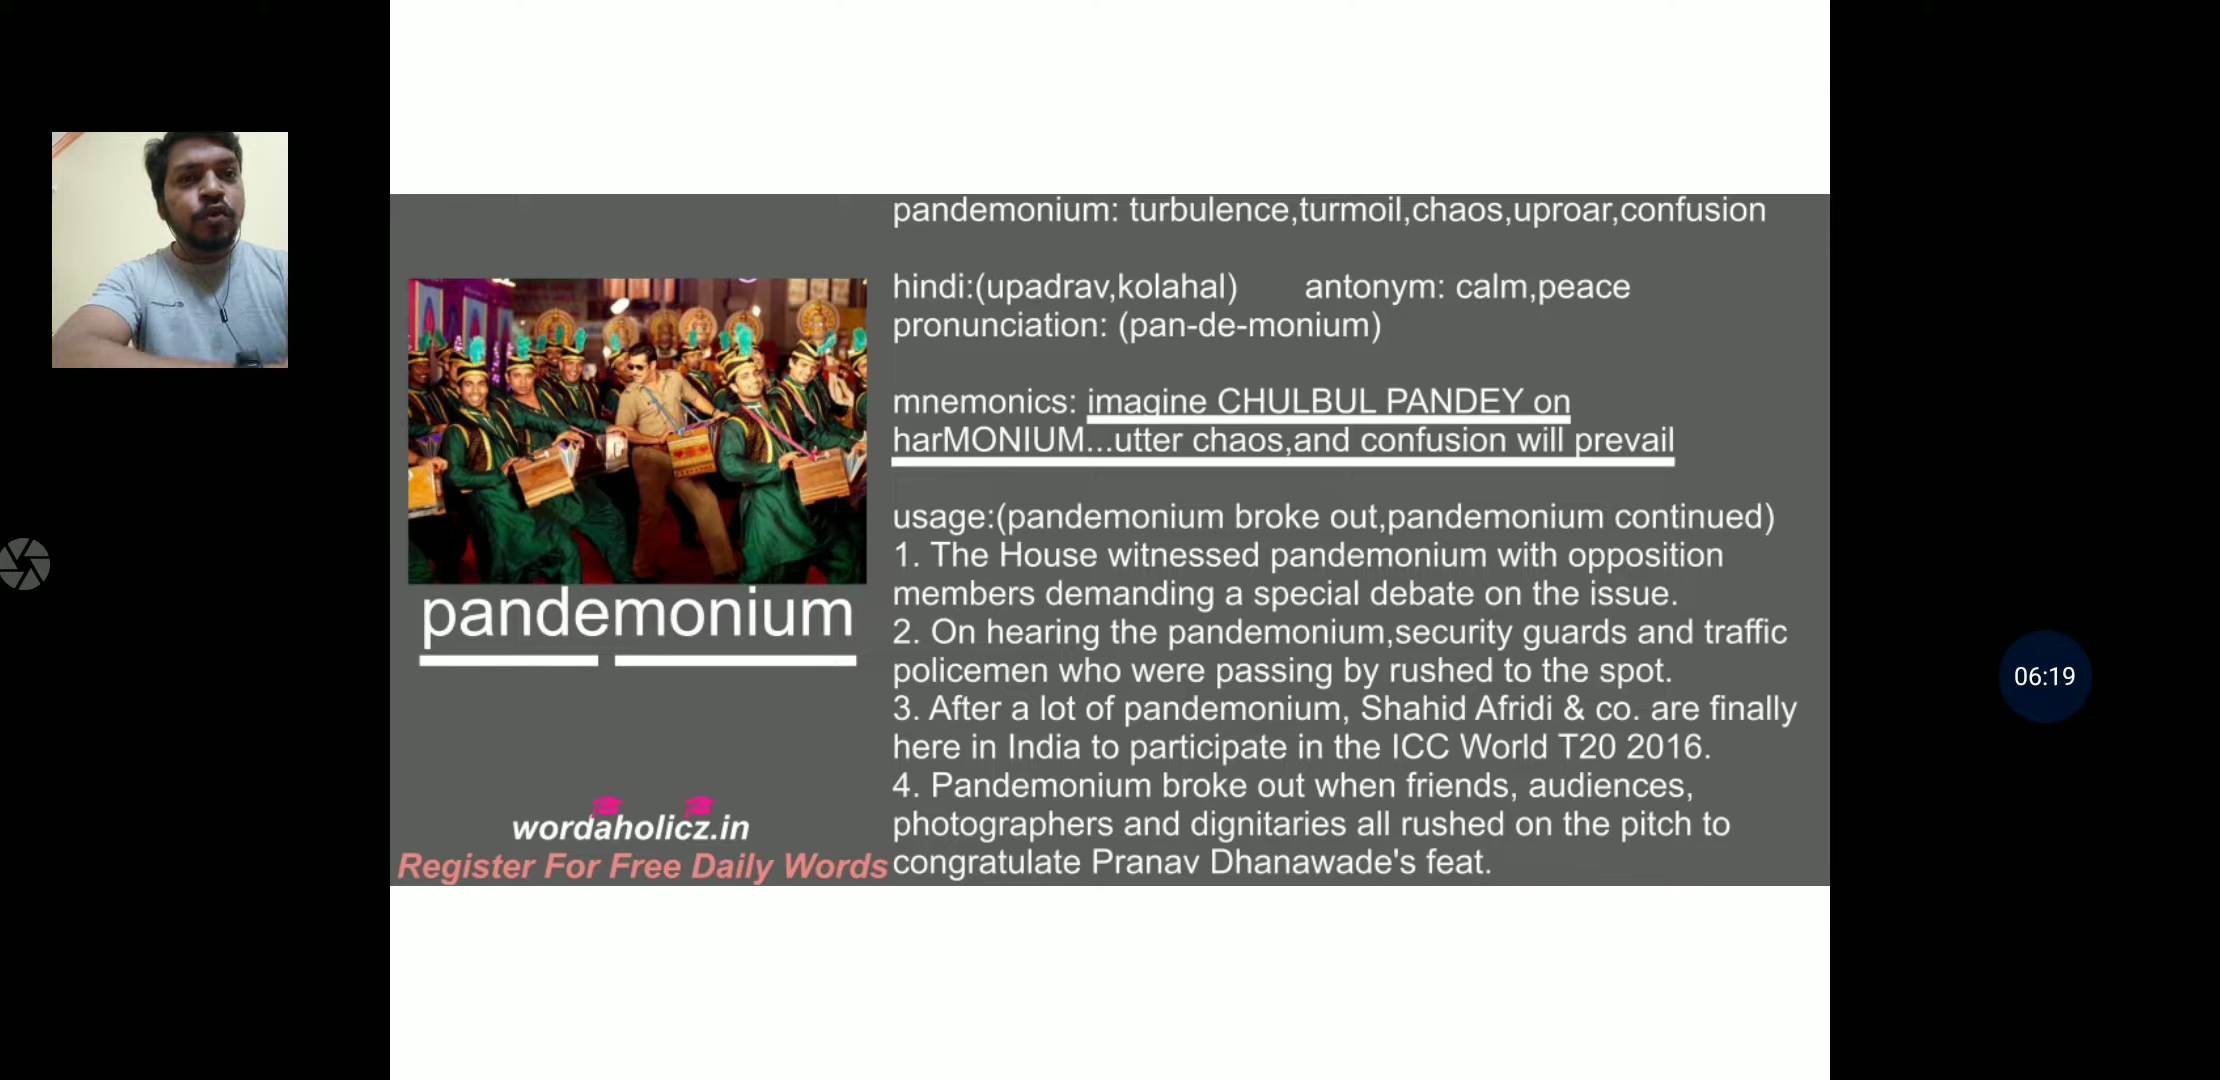 pandemonium: turbulence,turmoil,chaos,uproar,confusion
hindi:(upadrav,kolahal) antonym: calm,peace
pronunciation: (pan-de-monium)
mnemonics: imagine CHULBUL PANDEY on
harMONIUM...utter chaos,and confusion will prevail
usage:(pandemonium broke out,pandemonium continued)
1. The House witnessed pandemonium with opposition
members demanding a special debate on the issue.
2. On hearing the pandemonium,security guards and traffic
policemen who were passing by rushed to the spot.
3. After a lot of pandemonium, Shahid Afridi & co. are finally
here in India to participate in the ICC World T20 2016.
4. Pandemonium broke out when friends, audiences,
photographers and dignitaries all rushed on the pitch to
congratulate Pranav Dhanawade's feat.
pandemonium
wordaholicz.in
Register For Free Daily Words
06:19